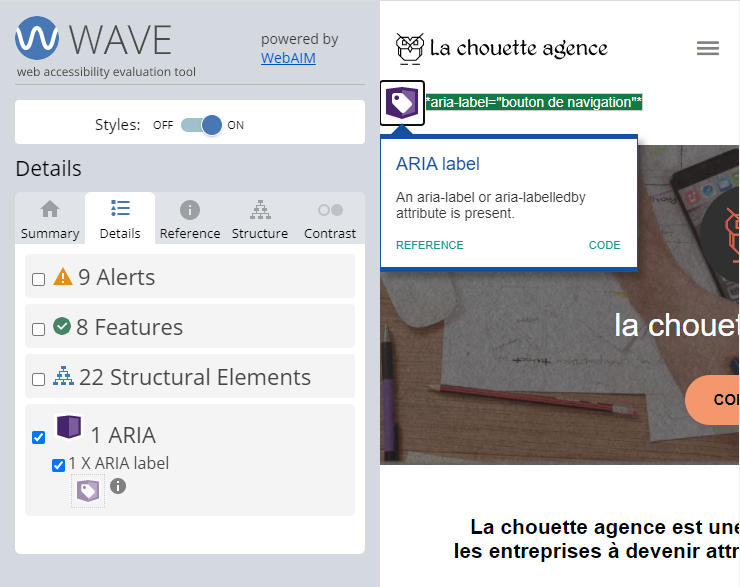 WAVE
powered by
WebAIM
web accessibility evaluation tool
Styles: OFF ON
Details
Summary Details Reference Structure Contrast
9 Alerts
8 Features
22 Structural Elements
1 ARIA
1 X ARIA label
La chouette agence
*aria-label="bouton de navigation"*
ARIA label
An aria-label or aria-labelledby
attribute is present.
REFERENCE CODE
la chouet
CO
La chouette agence est une
les entreprises à devenir attr